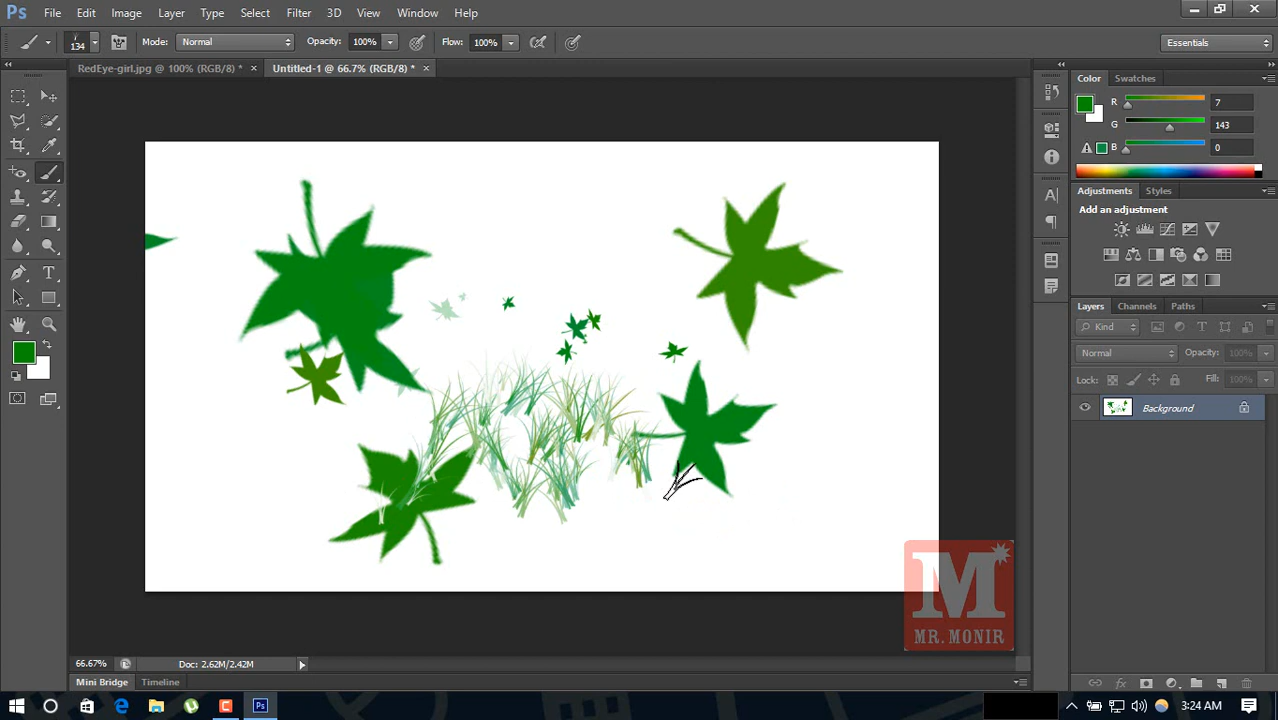 Ps File Edit Image Layer Type Select Filter 3D View Window Help
134 Mode: Normal Opacity: 100% Flow: 100% Essentials
RedEye-girl.jpg @ 100% (RGB/8) * × Untitled-1 @ 66.7% (RGB/8) * ×
Color Swatches
R 7
G 143
B 0
Adjustments Styles
Add an adjustment
Layers Channels Paths
Kind
Normal Opacity: 100%
Lock: Fill: 100%
Background
M
MR. MONIR
66.67% Doc: 2.62M/2.42M
Mini Bridge Timeline
3:24 AM